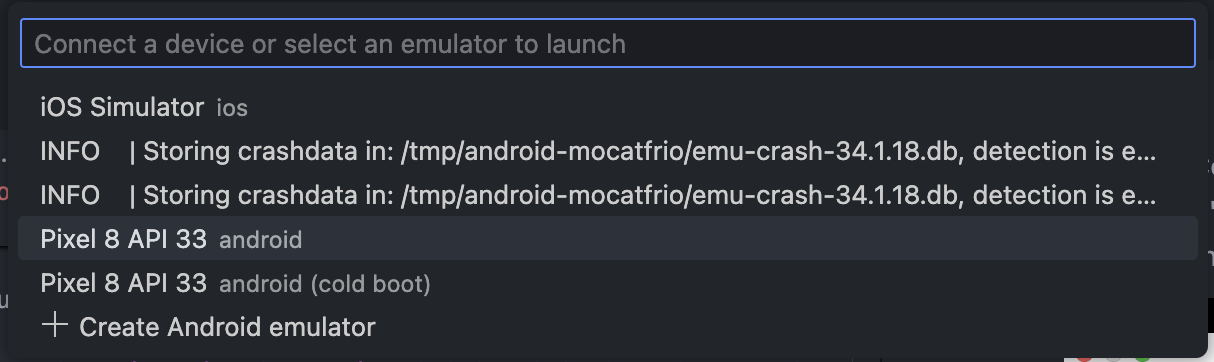 Connect a device or select an emulator to launch
iOS Simulator ios
INFO | Storing crashdata in: /tmp/android-mocatfrio/emu-crash-34.1.18.db, detection is e...
INFO | Storing crashdata in: /tmp/android-mocatfrio/emu-crash-34.1.18.db, detection is e...
Pixel 8 API 33 android
Pixel 8 API 33 android (cold boot)
+ Create Android emulator